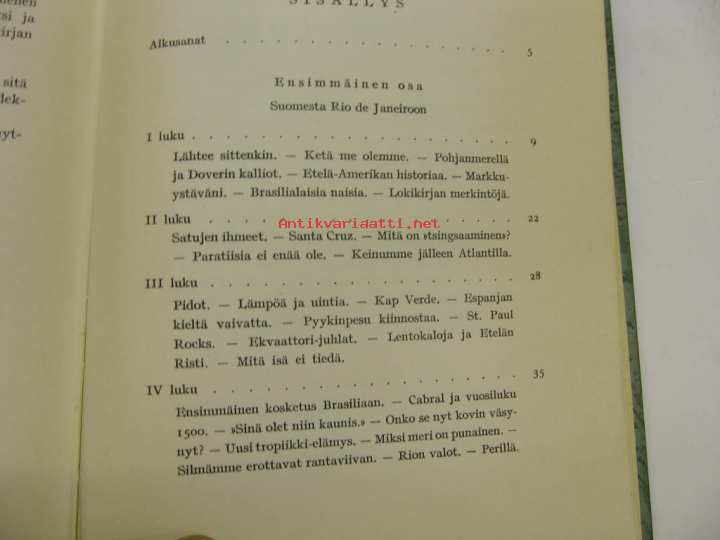 si ja
irjan
sitä
SISÄLLYS
Alkusanat . . . . . . . . . . . . . . . . . . 5
Ensimmäinen osa
Suomesta Rio de Janeiroon
I luku . . . . . . . . . . . . . . . . . . 9
Lähtee sittenkin. — Ketä me olemme. — Pohjanmerellä
ja Doverin kalliot. — Etelä-Amerikan historiaa. — Markku-
ystäväni. — Brasilialaisia naisia. — Lokikirjan merkintöjä.
II luku . . . . . . . . . . . . . . . . . . 22
Antikvariaatti.net
Satujen ihmeet. — Santa Cruz. — Mitä on »tsingsaaminen»?
— Paratiisia ei enää ole. — Keinumme jälleen Atlantilla.
III luku . . . . . . . . . . . . . . . . . . 28
Pidot. — Lämpöä ja uintia. — Kap Verde. — Espanjan
kieltä vaivatta. — Pyykinpesu kiinnostaa. — St. Paul
Rocks. — Ekvaattori-juhlat. — Lentokaloja ja Etelän
Risti. — Mitä isä ei tiedä.
IV luku . . . . . . . . . . . . . . . . . . 35
Ensimmäinen kosketus Brasiliaan. — Cabral ja vuosiluku
1500. — »Sinä olet niin kaunis.» — Onko se nyt kovin väsy-
nyt? — Uusi tropiikki-elämys. — Miksi meri on punainen. —
Silmämme erottavat rantaviivan. — Rion valot. — Perillä.